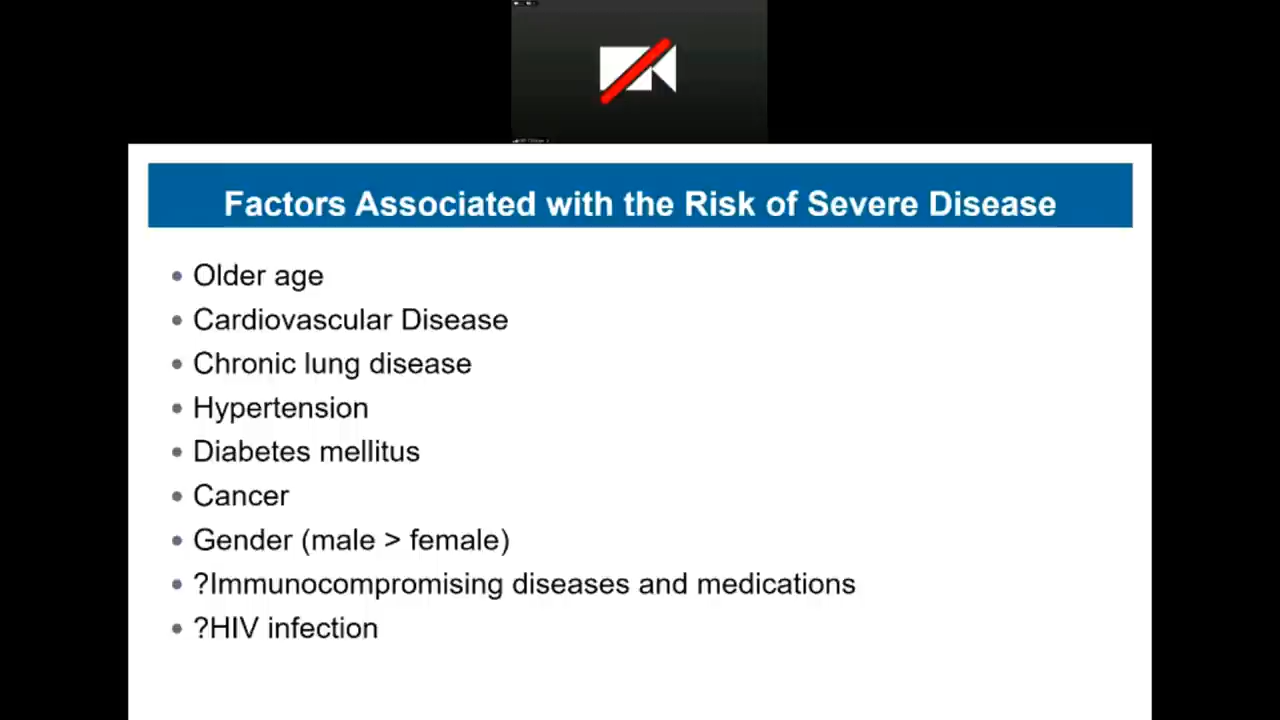 Factors Associated with the Risk of Severe Disease
• Older age
• Cardiovascular Disease
• Chronic lung disease
• Hypertension
• Diabetes mellitus
• Cancer
• Gender (male > female)
• ?Immunocompromising diseases and medications
• ?HIV infection